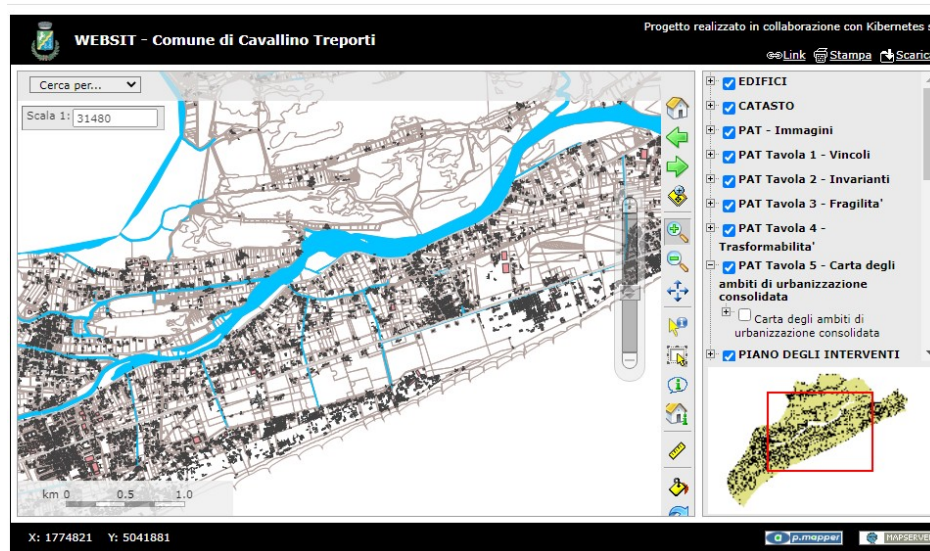 Progetto realizzato in collaborazione con Kibernetes s
WEBSIT - Comune di Cavallino Treporti
Link Stampa Scarica
Cerca per...
Scala 1: 31480
EDIFICI
CATASTO
PAT - Immagini
PAT Tavola 1 - Vincoli
PAT Tavola 2 - Invarianti
PAT Tavola 3 - Fragilita'
PAT Tavola 4 -
Trasformabilita'
PAT Tavola 5 - Carta degli
ambiti di urbanizzazione
consolidata
Carta degli ambiti di
urbanizzazione consolidata
PIANO DEGLI INTERVENTI
km 0 0.5 1.0
X: 1774821 Y: 5041881
p.mapper MAPSERVER